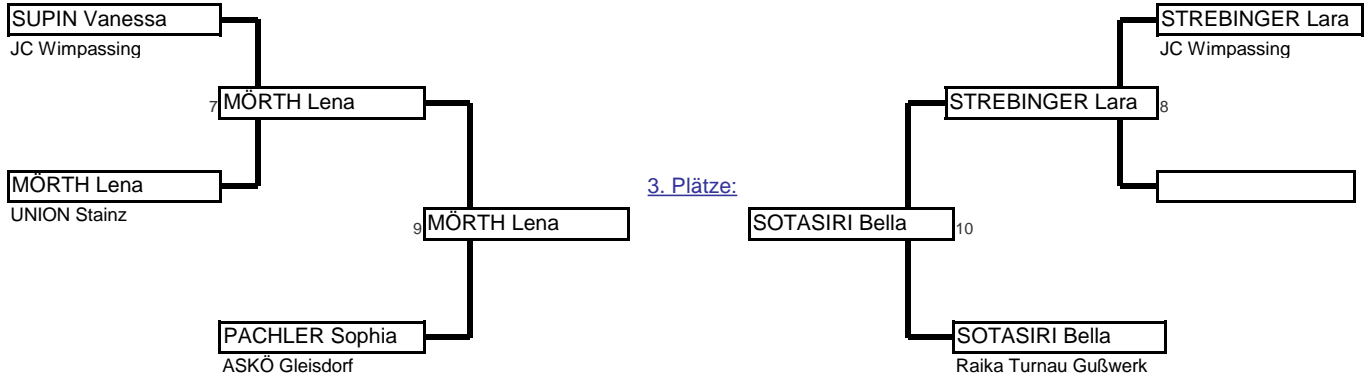 SUPIN Vanessa
JC Wimpassing
STREBINGER Lara
JC Wimpassing
7 MÖRTH Lena
STREBINGER Lara 8
MÖRTH Lena
UNION Stainz
3. Plätze:
9 MÖRTH Lena
SOTASIRI Bella 10
PACHLER Sophia
ASKÖ Gleisdorf
SOTASIRI Bella
Raika Turnau Gußwerk